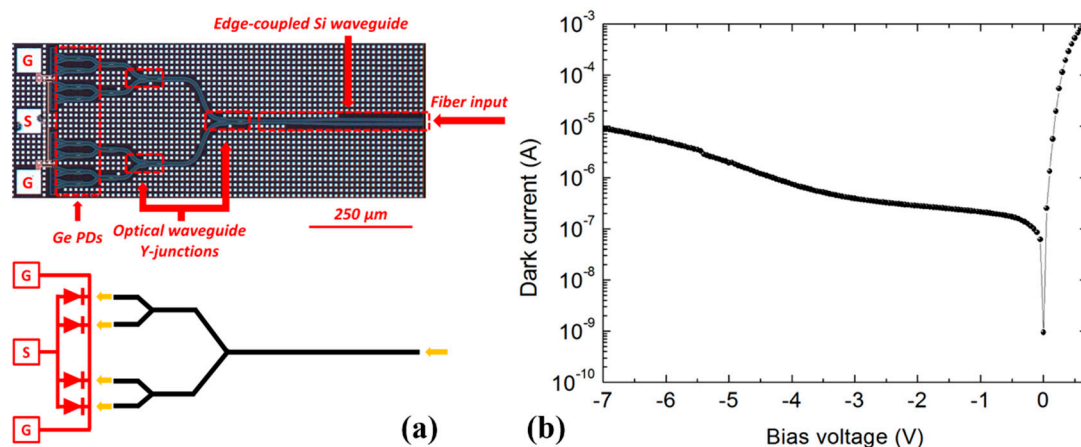 Edge-coupled Si waveguide
G
S
G
Fiber input
Ge PDs
Optical waveguide
Y-junctions
250 μm
G
S
G
(a)
10⁻³
10⁻⁴
10⁻⁵
10⁻⁶
10⁻⁷
10⁻⁸
10⁻⁹
10⁻¹⁰
Dark current (A)
-7 -6 -5 -4 -3 -2 -1 0
Bias voltage (V)
(b)